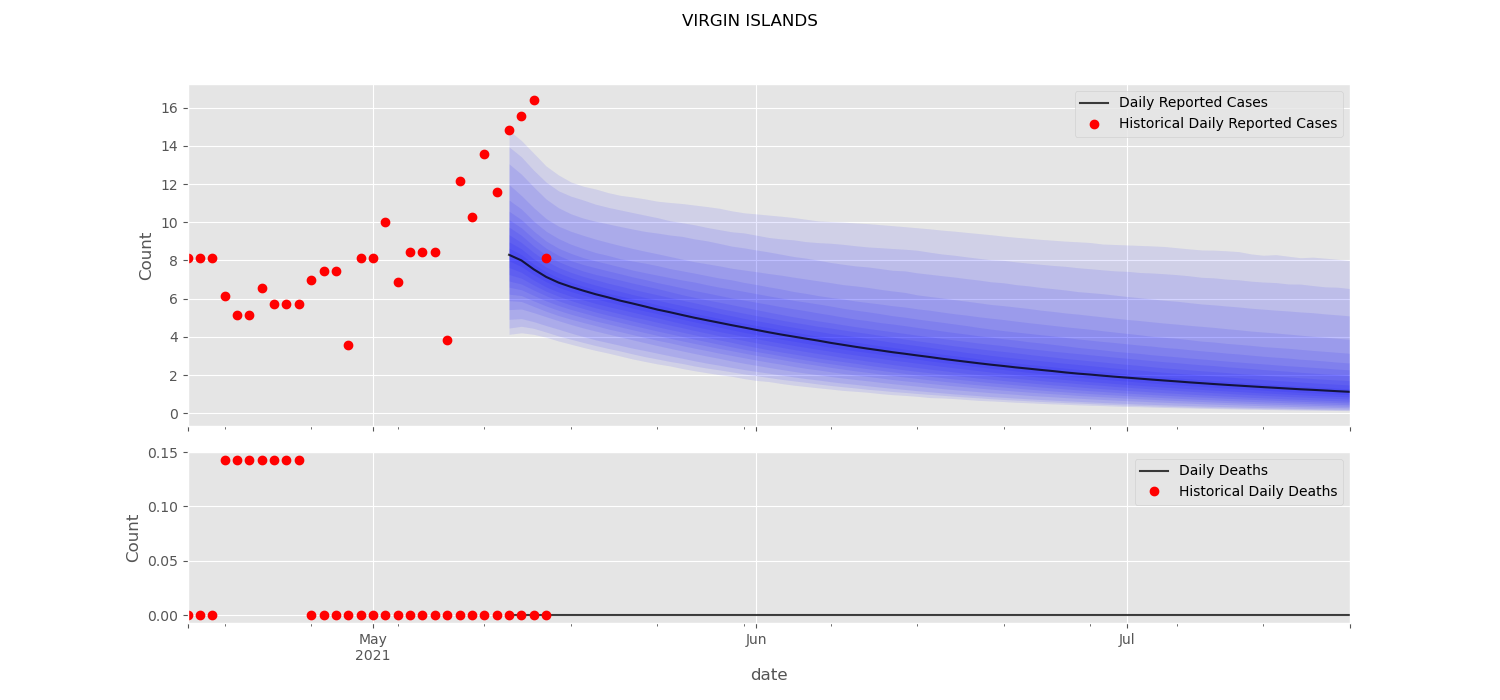 VIRGIN ISLANDS
Daily Reported Cases
Historical Daily Reported Cases
16
14
12
10
8
6
4
2
0
Count
Daily Deaths
Historical Daily Deaths
0.15
0.10
0.05
0.00
Count
May
2021
Jun
Jul
date